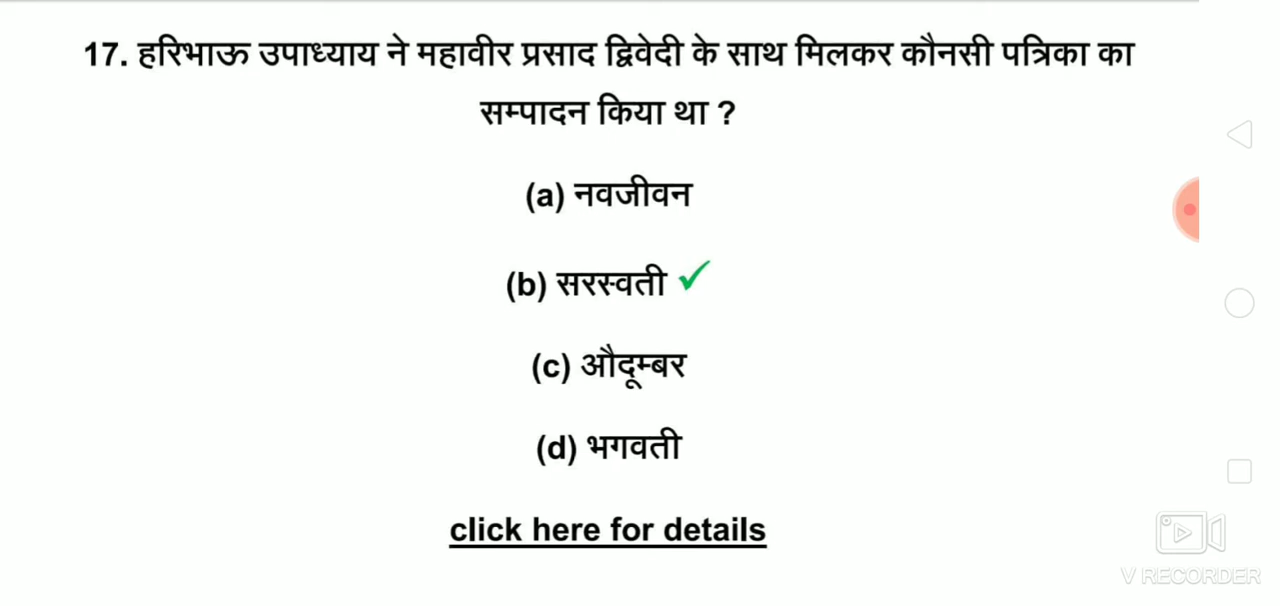 17. हरिभाऊ उपाध्याय ने महावीर प्रसाद द्विवेदी के साथ मिलकर कौनसी पत्रिका का
सम्पादन किया था ?
(a) नवजीवन
(b) सरस्वती
(c) औदूम्बर
(d) भगवती
click here for details
V RECORDER